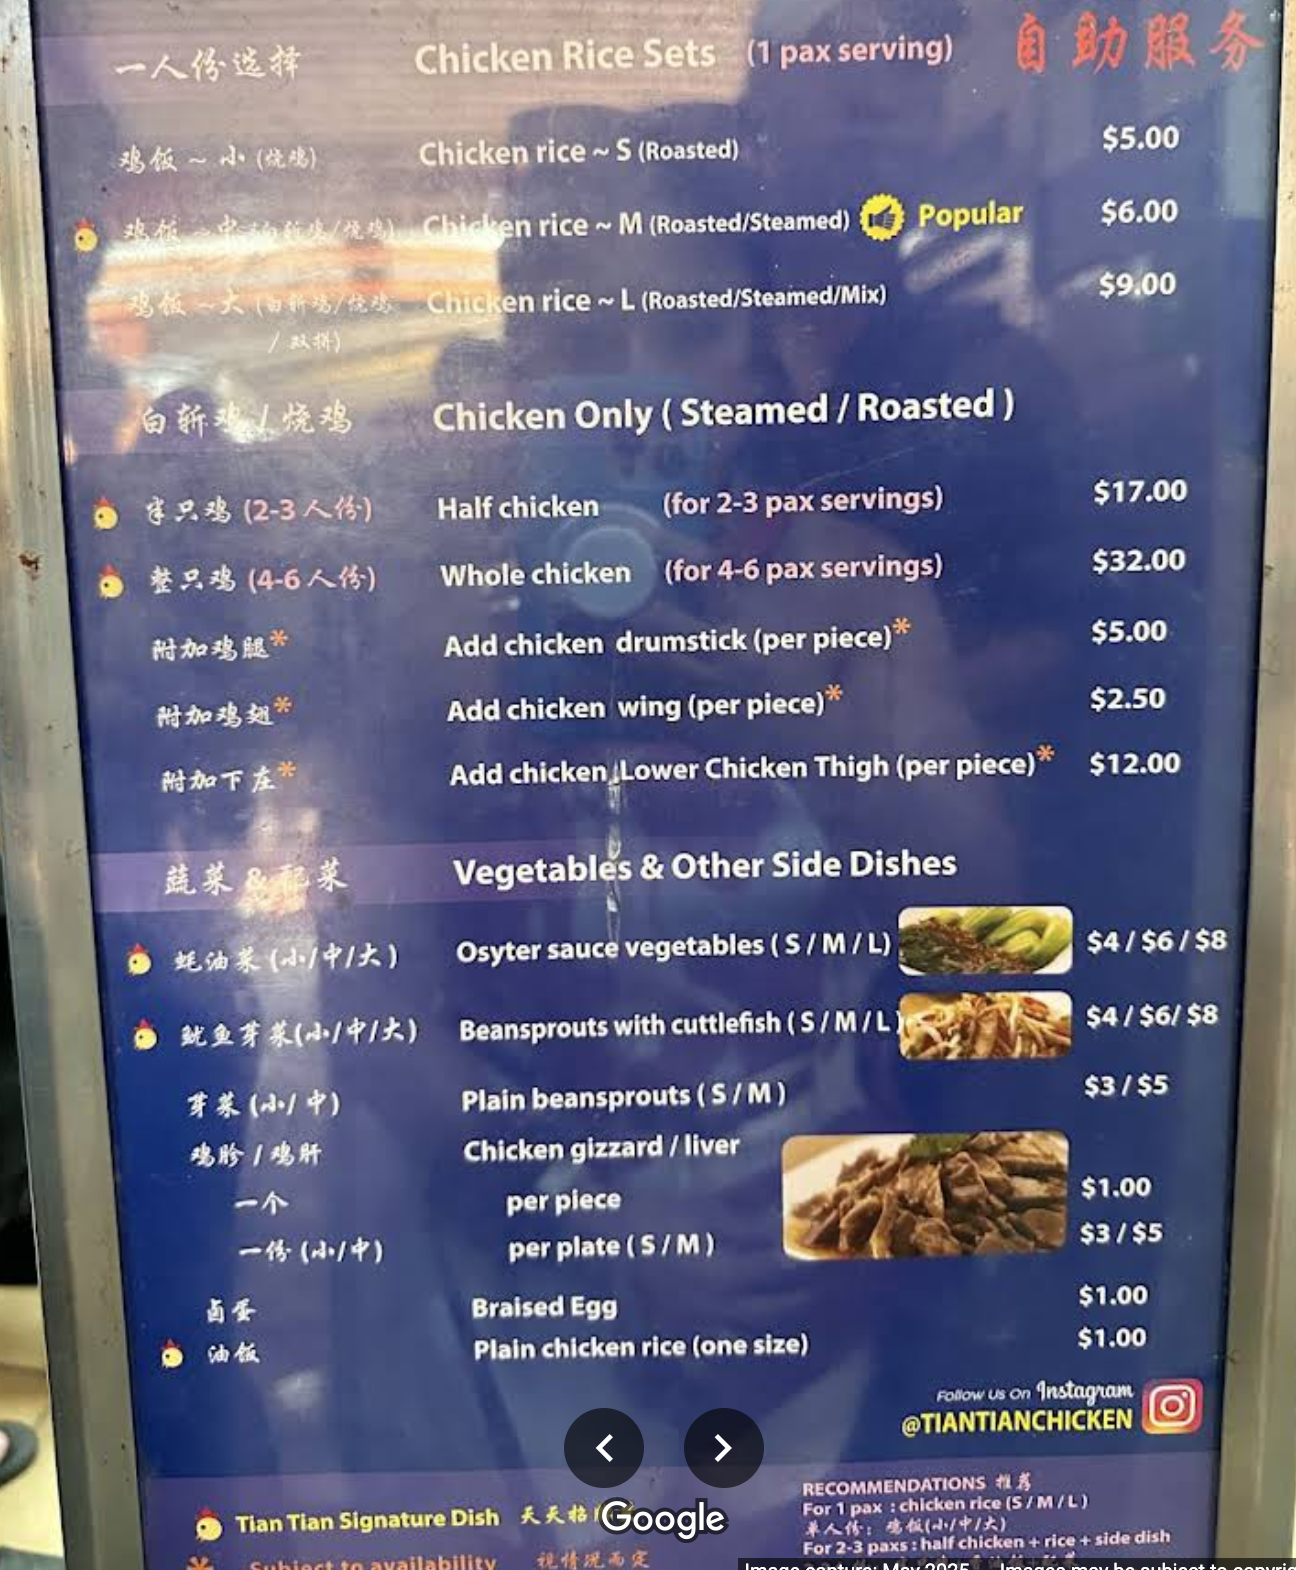 一人份选择 Chicken Rice Sets (1 pax serving) 自助服务
鸡饭 ~ 小 (烧鸡) Chicken rice ~ S (Roasted) $5.00
鸡饭 ~ 中 (白斩鸡/烧鸡) Chicken rice ~ M (Roasted/Steamed) Popular $6.00
鸡饭 ~ 大 (白斩鸡/烧鸡 Chicken rice ~ L (Roasted/Steamed/Mix) $9.00
/ 双拼)
白斩鸡 / 烧鸡 Chicken Only ( Steamed / Roasted )
半只鸡 (2-3 人份) Half chicken (for 2-3 pax servings) $17.00
整只鸡 (4-6 人份) Whole chicken (for 4-6 pax servings) $32.00
附加鸡腿* Add chicken drumstick (per piece)* $5.00
附加鸡翅* Add chicken wing (per piece)* $2.50
附加下庄* Add chicken Lower Chicken Thigh (per piece)* $12.00
蔬菜 & 配菜 Vegetables & Other Side Dishes
蚝油菜 (小/中/大) Osyter sauce vegetables ( S / M / L) $4 / $6 / $8
鱿鱼芽菜(小/中/大) Beansprouts with cuttlefish ( S / M / L ) $4 / $6/ $8
芽菜 (小/ 中) Plain beansprouts ( S / M ) $3 / $5
鸡胗 / 鸡肝 Chicken gizzard / liver
一个 per piece $1.00
一份 (小/中) per plate ( S / M ) $3 / $5
卤蛋 Braised Egg $1.00
油饭 Plain chicken rice (one size) $1.00
Follow Us On Instagram
@TIANTIANCHICKEN
RECOMMENDATIONS 推荐
For 1 pax : chicken rice (S / M / L )
Tian Tian Signature Dish 天天招
Google
单人份: 鸡饭(小/中/大)
For 2-3 paxs : half chicken + rice + side dish
* Subject to availability 视情况而定
Image capture: May 2025 Images may be subject to